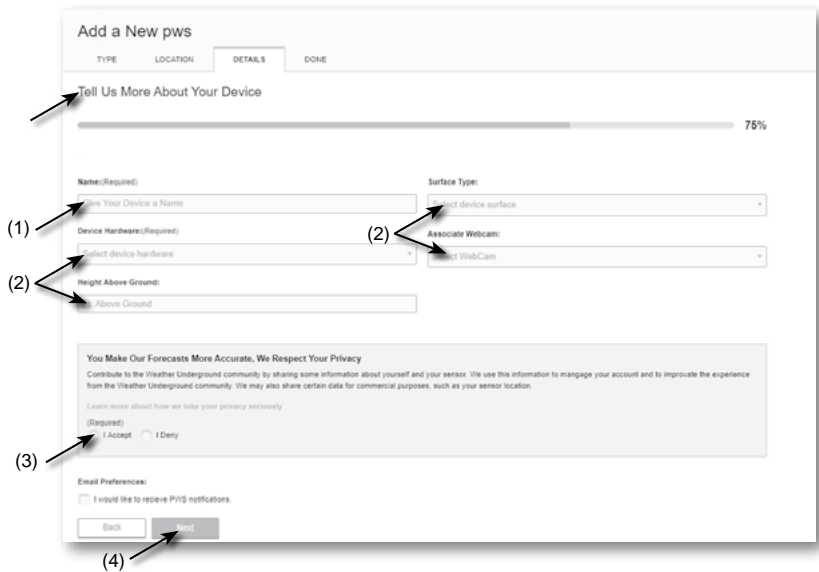 Add a New pws
TYPE LOCATION DETAILS DONE
Tell Us More About Your Device
75%
Name:(Required)
Give Your Device a Name
(1)
Device Hardware:(Required)
Select device hardware
(2)
Height Above Ground:
Above Ground
Surface Type:
Select device surface
(2)
Associate Webcam:
Select WebCam
You Make Our Forecasts More Accurate, We Respect Your Privacy
Contribute to the Weather Underground community by sharing some information about yourself and your sensor. We use this information to mangage your account and to improvate the experience
from the Weather Underground community. We may also share certain data for commercial purposes, such as your sensor location.
Learn more about how we take your privacy seriously
(Required)
I Accept I Deny
(3)
Email Preferences:
I would like to recieve PWS notifications.
Back Next
(4)